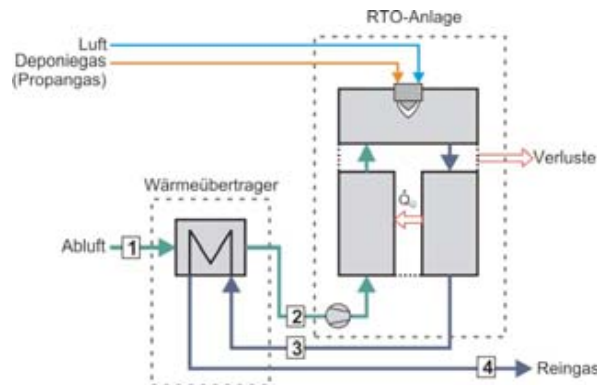 RTO-Anlage
Luft
Deponiegas
(Propangas)
Verluste
Wärmeübertrager
Q̇ᵤ
Abluft
1
2
3
4
Reingas